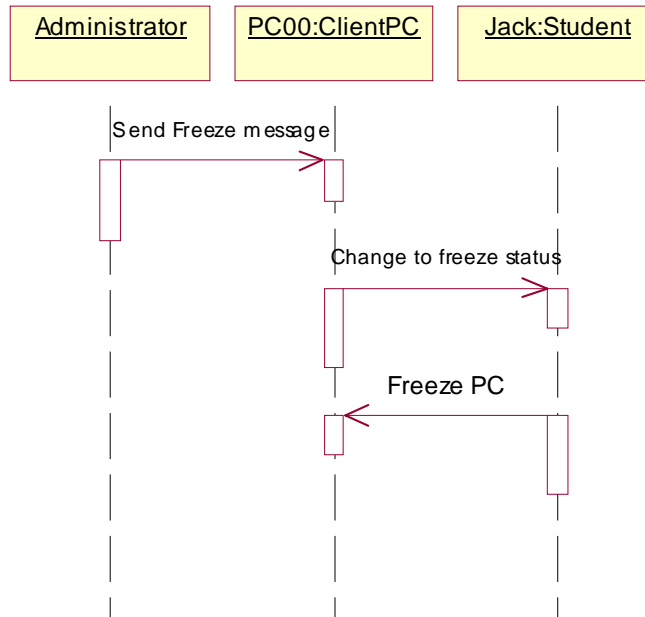 Administrator
PC00:ClientPC
Jack:Student
Send Freeze message
Change to freeze status
Freeze PC